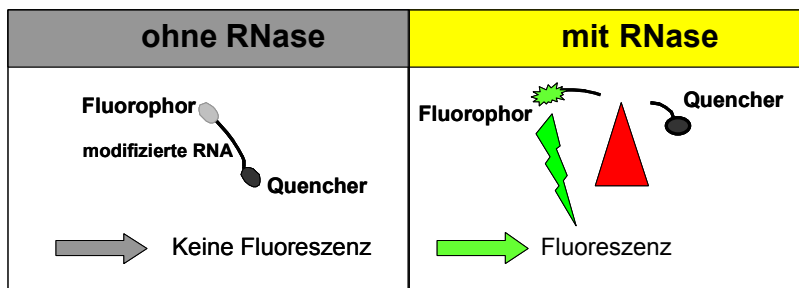 ohne RNase
mit RNase
Fluorophor
modifizierte RNA
Quencher
Keine Fluoreszenz
Quencher
Fluorophor
Fluoreszenz